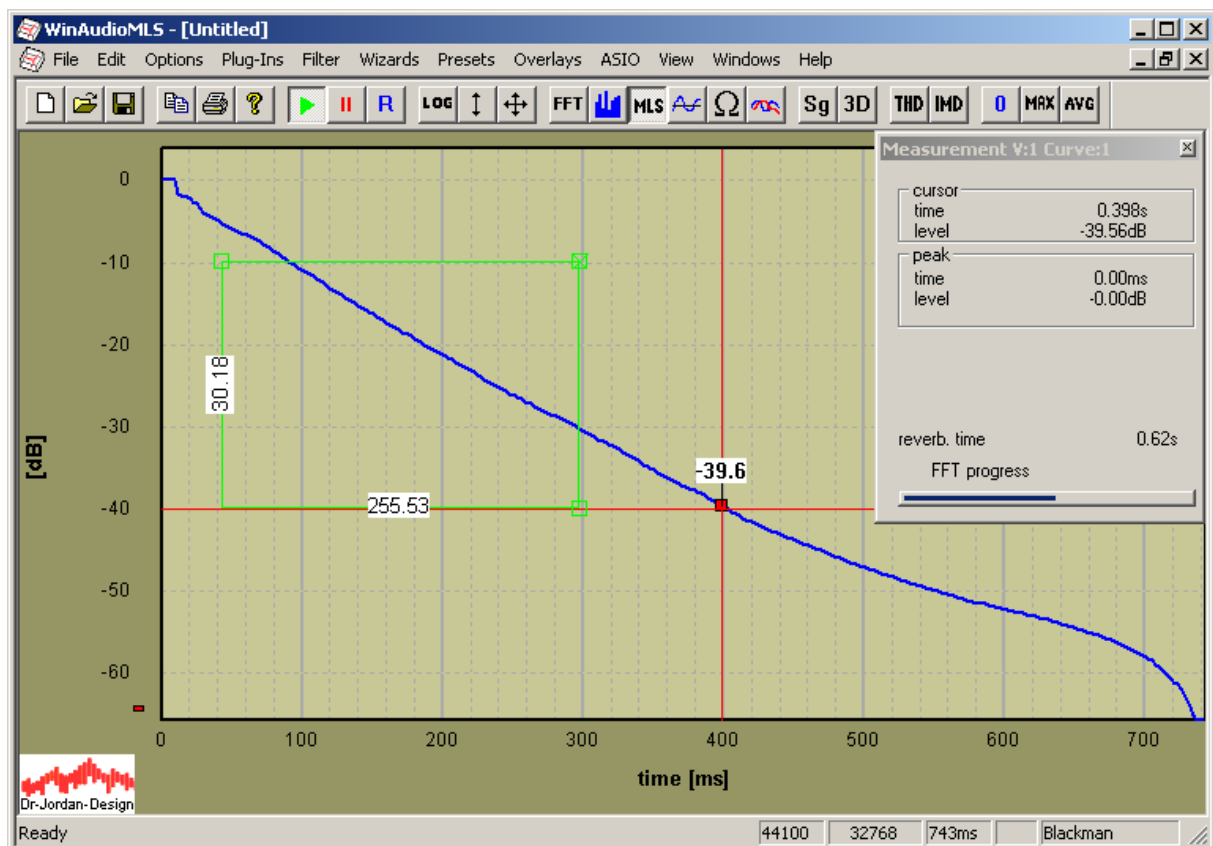 WinAudioMLS - [Untitled]
File Edit Options Plug-Ins Filter Wizards Presets Overlays ASIO View Windows Help
R LOG FFT MLS Ω Sg 3D THD IMD 0 MAX AVG
Measurement V:1 Curve:1
cursor
time 0.398s
level -39.56dB
peak
time 0.00ms
level -0.00dB
reverb. time 0.62s
FFT progress
[dB]
0
-10
-20
-30
-40
-50
-60
30.18
255.53
-39.6
0 100 200 300 400 500 600 700
time [ms]
Dr-Jordan-Design
Ready 44100 32768 743ms Blackman